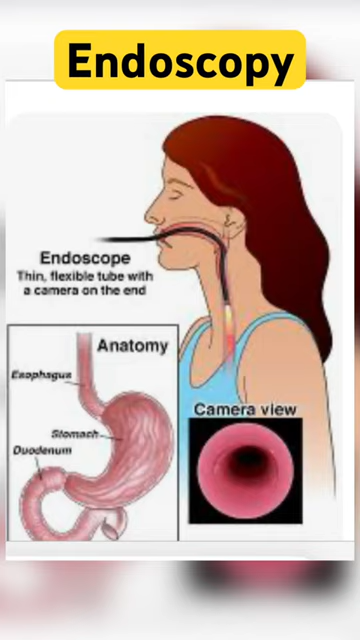 Endoscopy
Endoscope
Thin, flexible tube with
a camera on the end
Anatomy
Esophagus
Stomach
Duodenum
Camera view